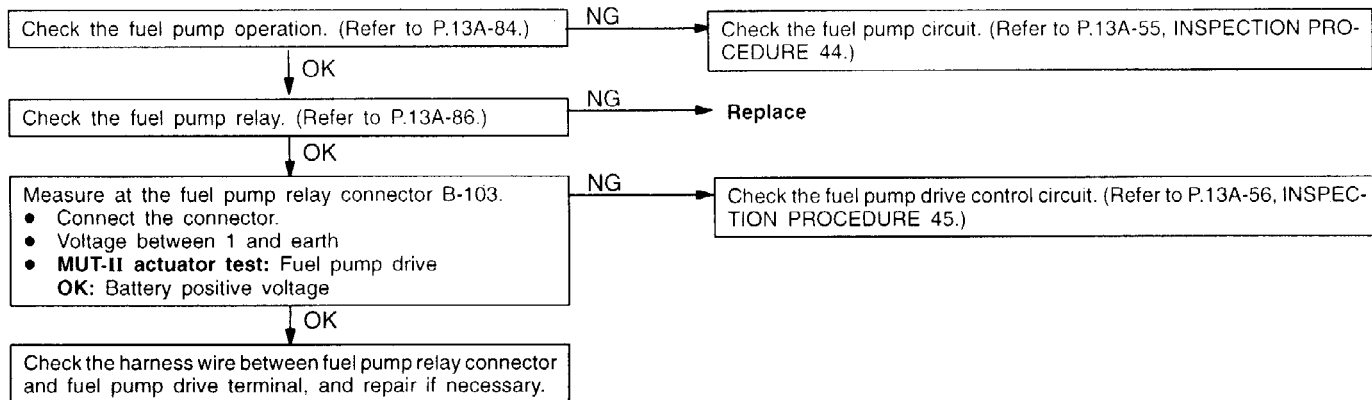 Check the fuel pump operation. (Refer to P.13A-84.)
NG
Check the fuel pump circuit. (Refer to P.13A-55, INSPECTION PRO-
CEDURE 44.)
OK
Check the fuel pump relay. (Refer to P.13A-86.)
NG
Replace
OK
Measure at the fuel pump relay connector B-103.
● Connect the connector.
● Voltage between 1 and earth
● MUT-II actuator test: Fuel pump drive
OK: Battery positive voltage
NG
Check the fuel pump drive control circuit. (Refer to P.13A-56, INSPEC-
TION PROCEDURE 45.)
OK
Check the harness wire between fuel pump relay connector
and fuel pump drive terminal, and repair if necessary.